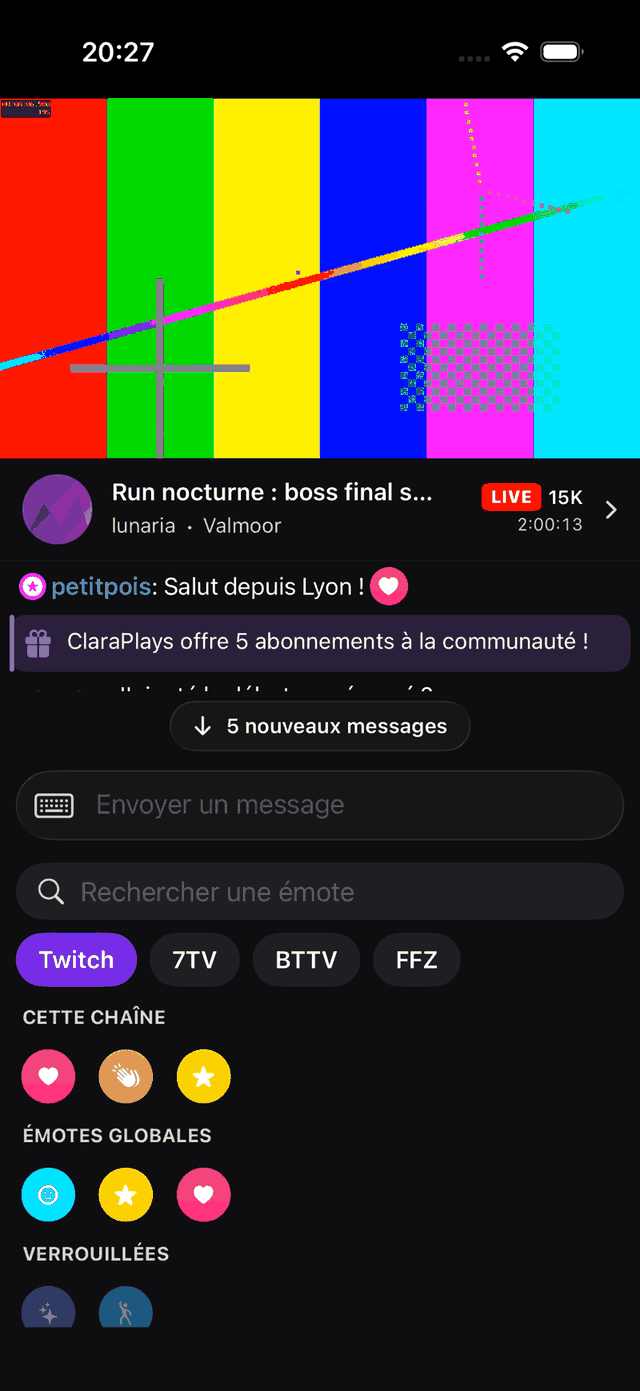 20:27
Run nocturne : boss final s...
LIVE 15K
lunaria • Valmoor
2:00:13
petitpois: Salut depuis Lyon !
ClaraPlays offre 5 abonnements à la communauté !
5 nouveaux messages
Envoyer un message
Rechercher une émote
Twitch
7TV
BTTV
FFZ
CETTE CHAÎNE
ÉMOTES GLOBALES
VERROUILLÉES